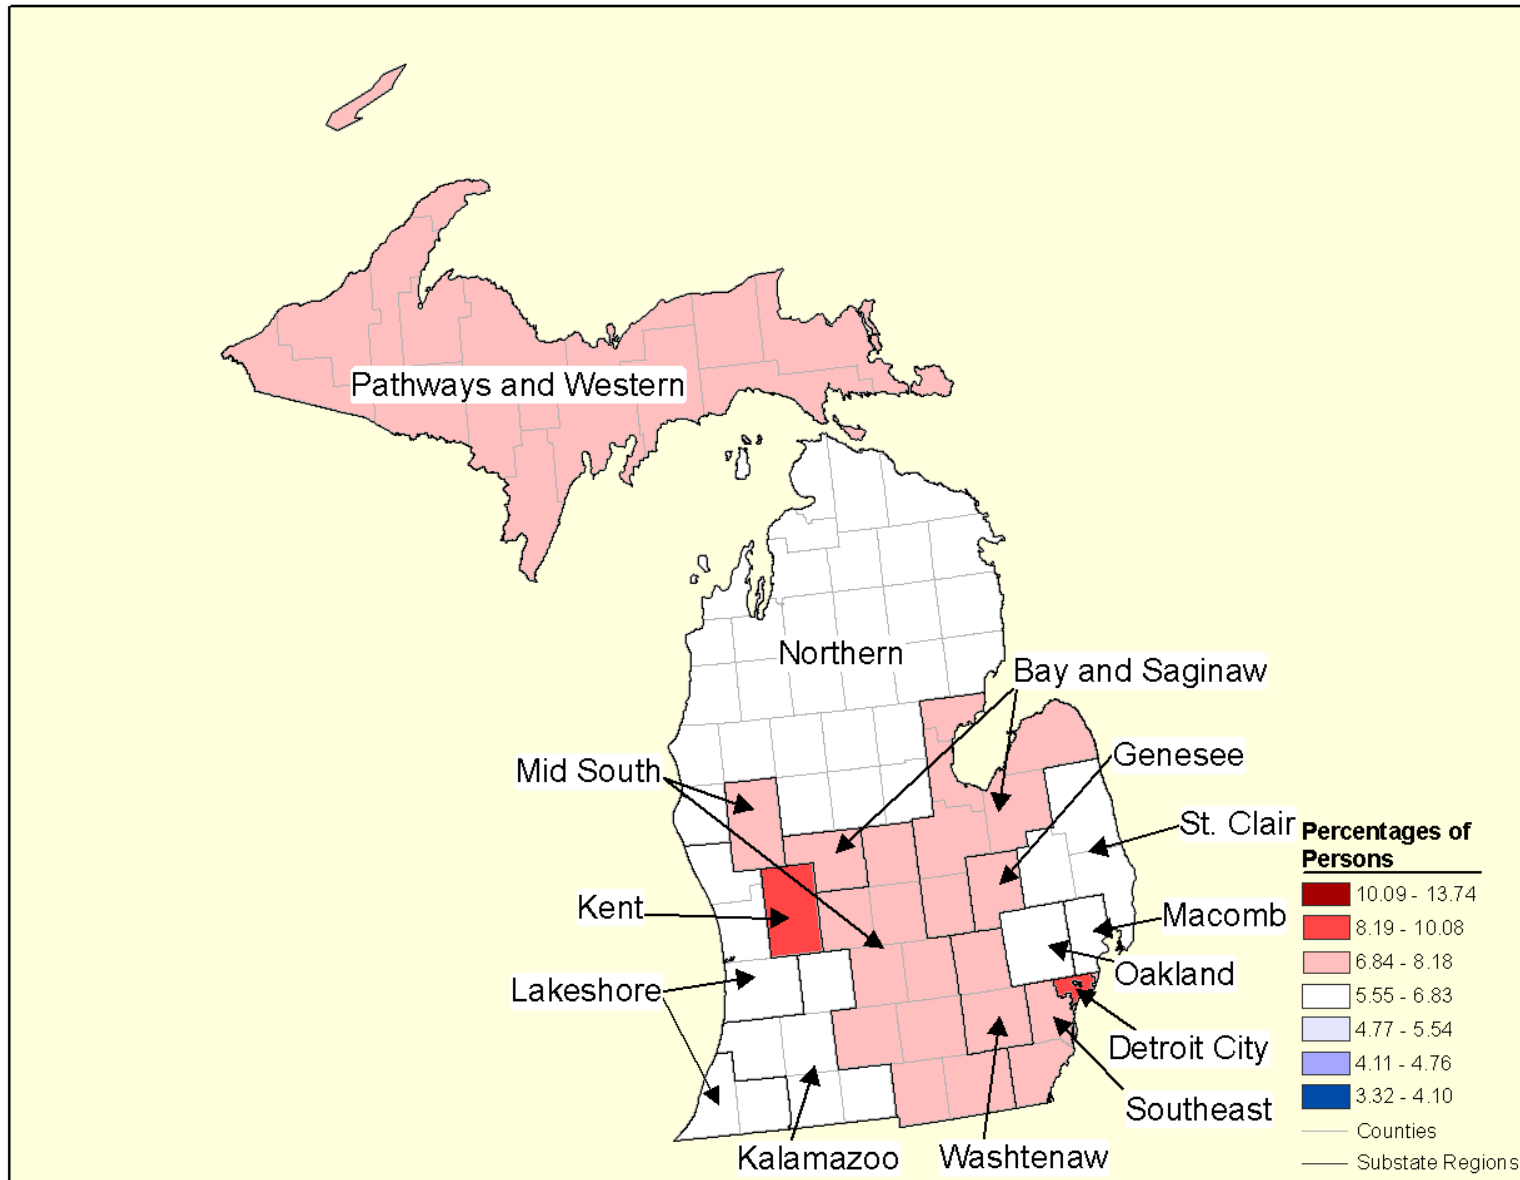 Pathways and Western
Northern
Bay and Saginaw
Genesee
Mid South
St. Clair
Kent
Macomb
Oakland
Lakeshore
Detroit City
Southeast
Kalamazoo
Washtenaw
Percentages of
Persons
10.09 - 13.74
8.19 - 10.08
6.84 - 8.18
5.55 - 6.83
4.77 - 5.54
4.11 - 4.76
3.32 - 4.10
Counties
Substate Regions